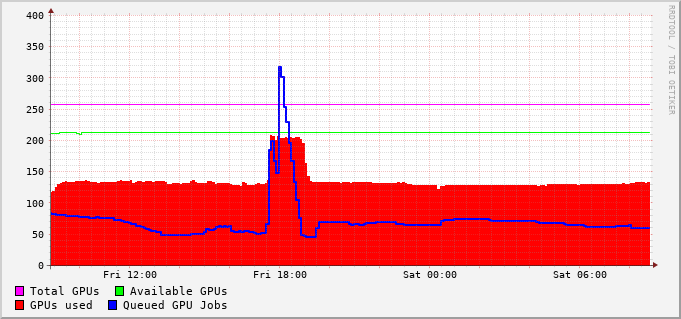 400
350
300
250
200
150
100
50
0
Fri 12:00 Fri 18:00 Sat 00:00 Sat 06:00
Total GPUs Available GPUs
GPUs used Queued GPU Jobs
RRDTOOL / TOBI OETIKER